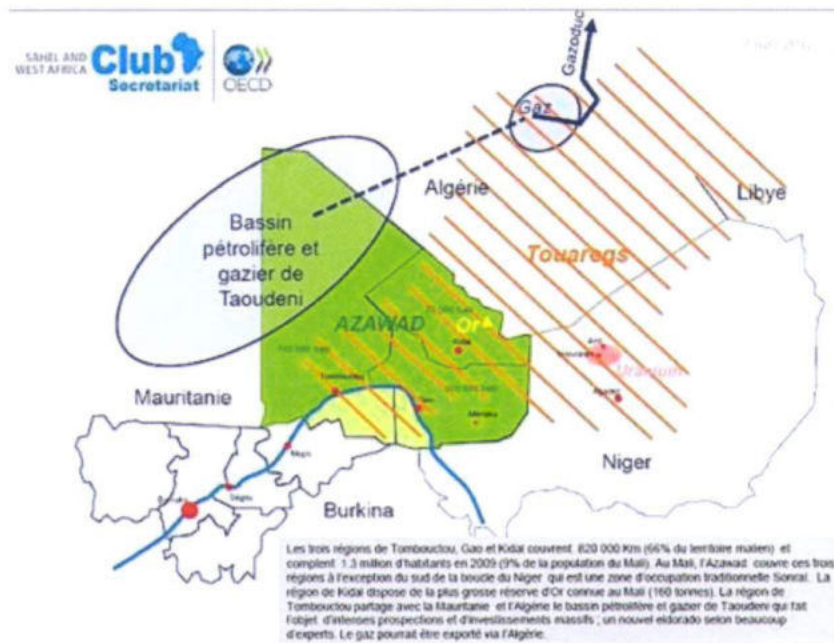 SAHEL AND
WEST AFRICA
Club
Secretariat
OECD
Gazoduc
Gaz
Algérie
Libye
Bassin
pétrolifère et
gazier de
Taoudeni
Touaregs
AZAWAD
Or
Kidal
Uranium
Tombouctou
Gao
Mauritanie
Mopti
Ségou
Niger
Burkina
Les trois régions de Tombouctou, Gao et Kidal couvrent 820 000 Km (66% du territoire malien) et
comptent 1.3 million d'habitants en 2009 (9% de la population du Mali). Au Mali, l'Azawad couvre ces trois
régions à l'exception du sud de la boucle du Niger qui est une zone d'occupation traditionnelle Sonraï. La
région de Kidal dispose de la plus grosse réserve d'Or connue au Mali (160 tonnes). La région de
Tombouctou partage avec la Mauritanie et l'Algérie le bassin pétrolifère et gazier de Taoudeni qui fait
l'objet d'intenses prospections et d'investissements massifs ; un nouvel eldorado selon beaucoup
d'experts. Le gaz pourrait être exporté via l'Algérie.